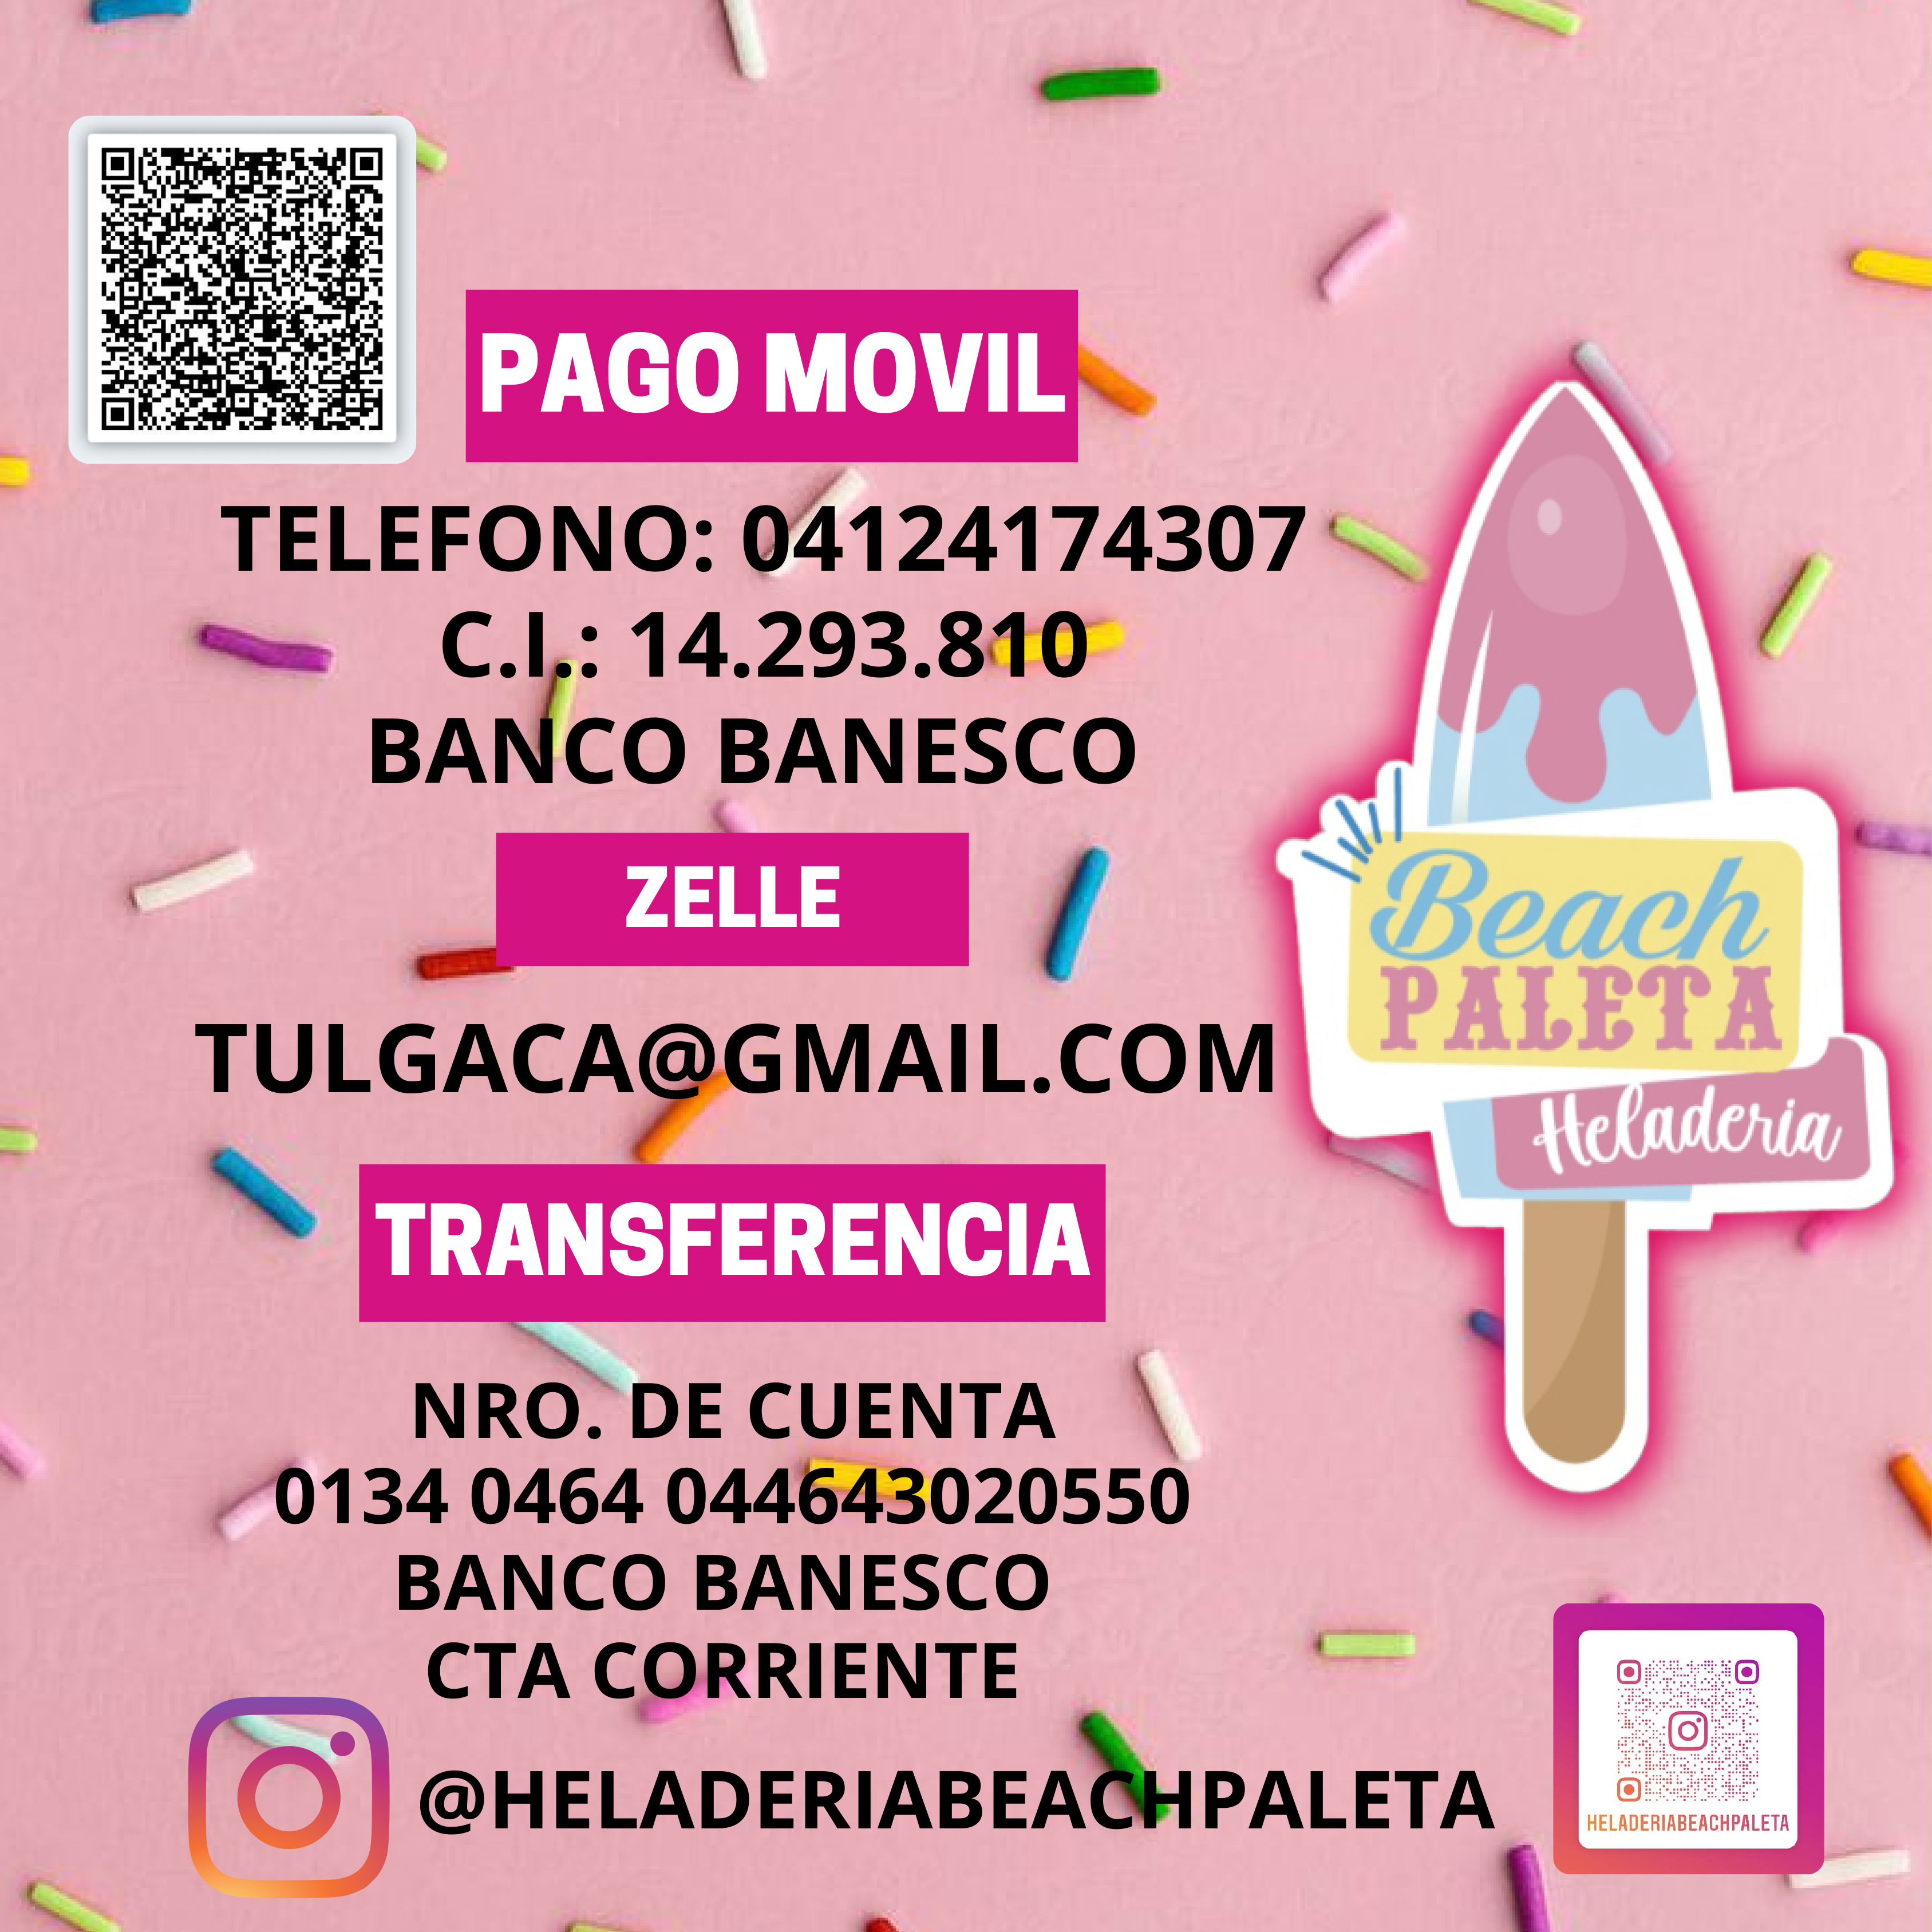 PAGO MOVIL
TELEFONO: 04124174307
C.I.: 14.293.810
BANCO BANESCO
ZELLE
TULGACA@GMAIL.COM
TRANSFERENCIA
NRO. DE CUENTA
0134 0464 044643020550
BANCO BANESCO
CTA CORRIENTE
@HELADERIABEACHPALETA
Beach
PALETA
Heladeria
HELADERIABEACHPALETA